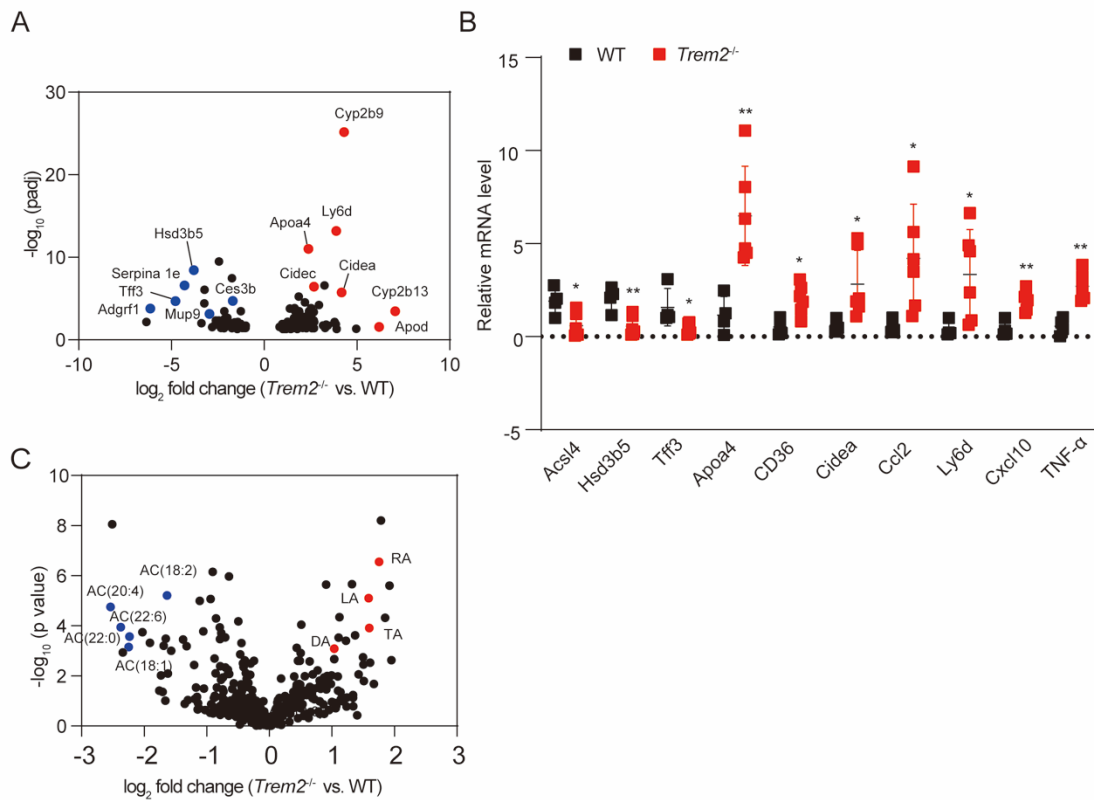 A
30
20
10
0
-10
-5
0
5
10
-log10 (padj)
log2 fold change (Trem2-/- vs. WT)
Cyp2b9
Ly6d
Apoa4
Hsd3b5
Cidec
Cidea
Serpina 1e
Tff3
Ces3b
Cyp2b13
Adgrf1
Mup9
Apod
B
WT
Trem2-/-
Relative mRNA level
15
10
5
0
-5
*
**
*
**
*
*
*
*
**
**
Acsl4
Hsd3b5
Tff3
Apoa4
CD36
Cidea
Ccl2
Ly6d
Cxcl10
TNF-α
C
10
8
6
4
2
0
-3
-2
-1
0
1
2
3
-log10 (p value)
log2 fold change (Trem2-/- vs. WT)
AC(18:2)
AC(20:4)
AC(22:6)
AC(22:0)
AC(18:1)
RA
LA
TA
DA